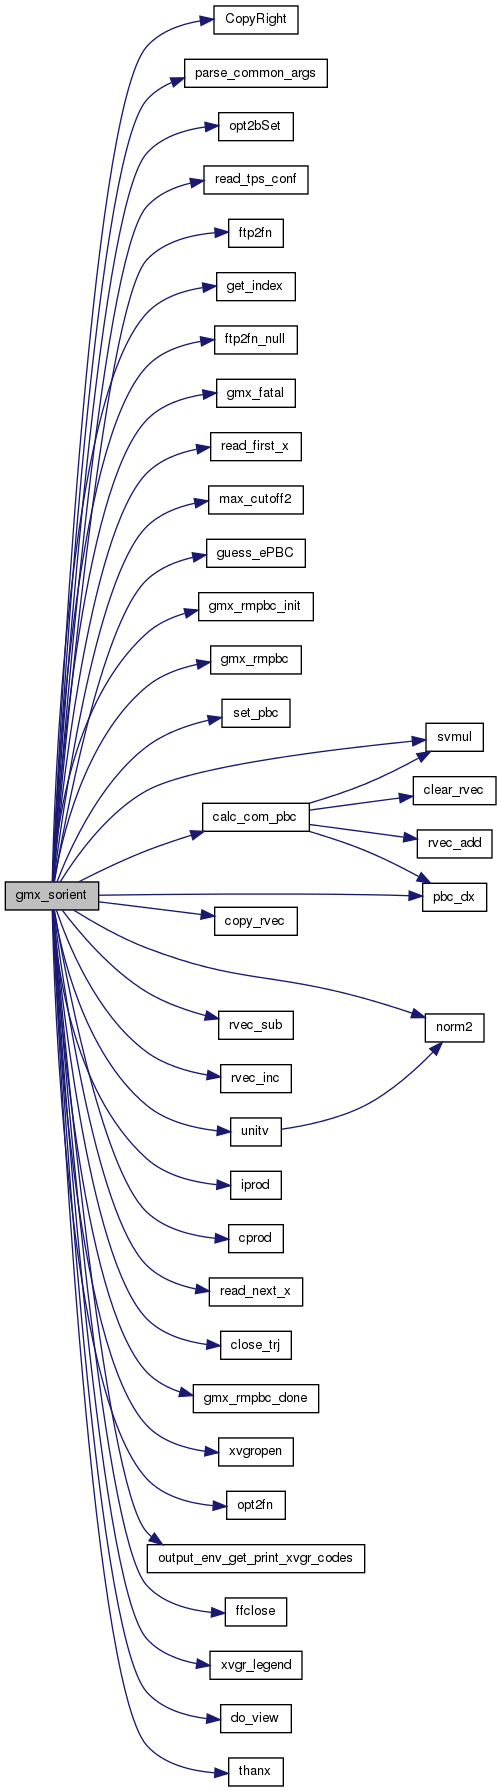 CopyRight
parse_common_args
opt2bSet
read_tps_conf
ftp2fn
get_index
ftp2fn_null
gmx_fatal
read_first_x
max_cutoff2
guess_ePBC
gmx_rmpbc_init
gmx_rmpbc
set_pbc
svmul
clear_rvec
calc_com_pbc
rvec_add
gmx_sorient
pbc_dx
copy_rvec
rvec_sub
norm2
rvec_inc
unitv
iprod
cprod
read_next_x
close_trj
gmx_rmpbc_done
xvgropen
opt2fn
output_env_get_print_xvgr_codes
ffclose
xvgr_legend
do_view
thanx